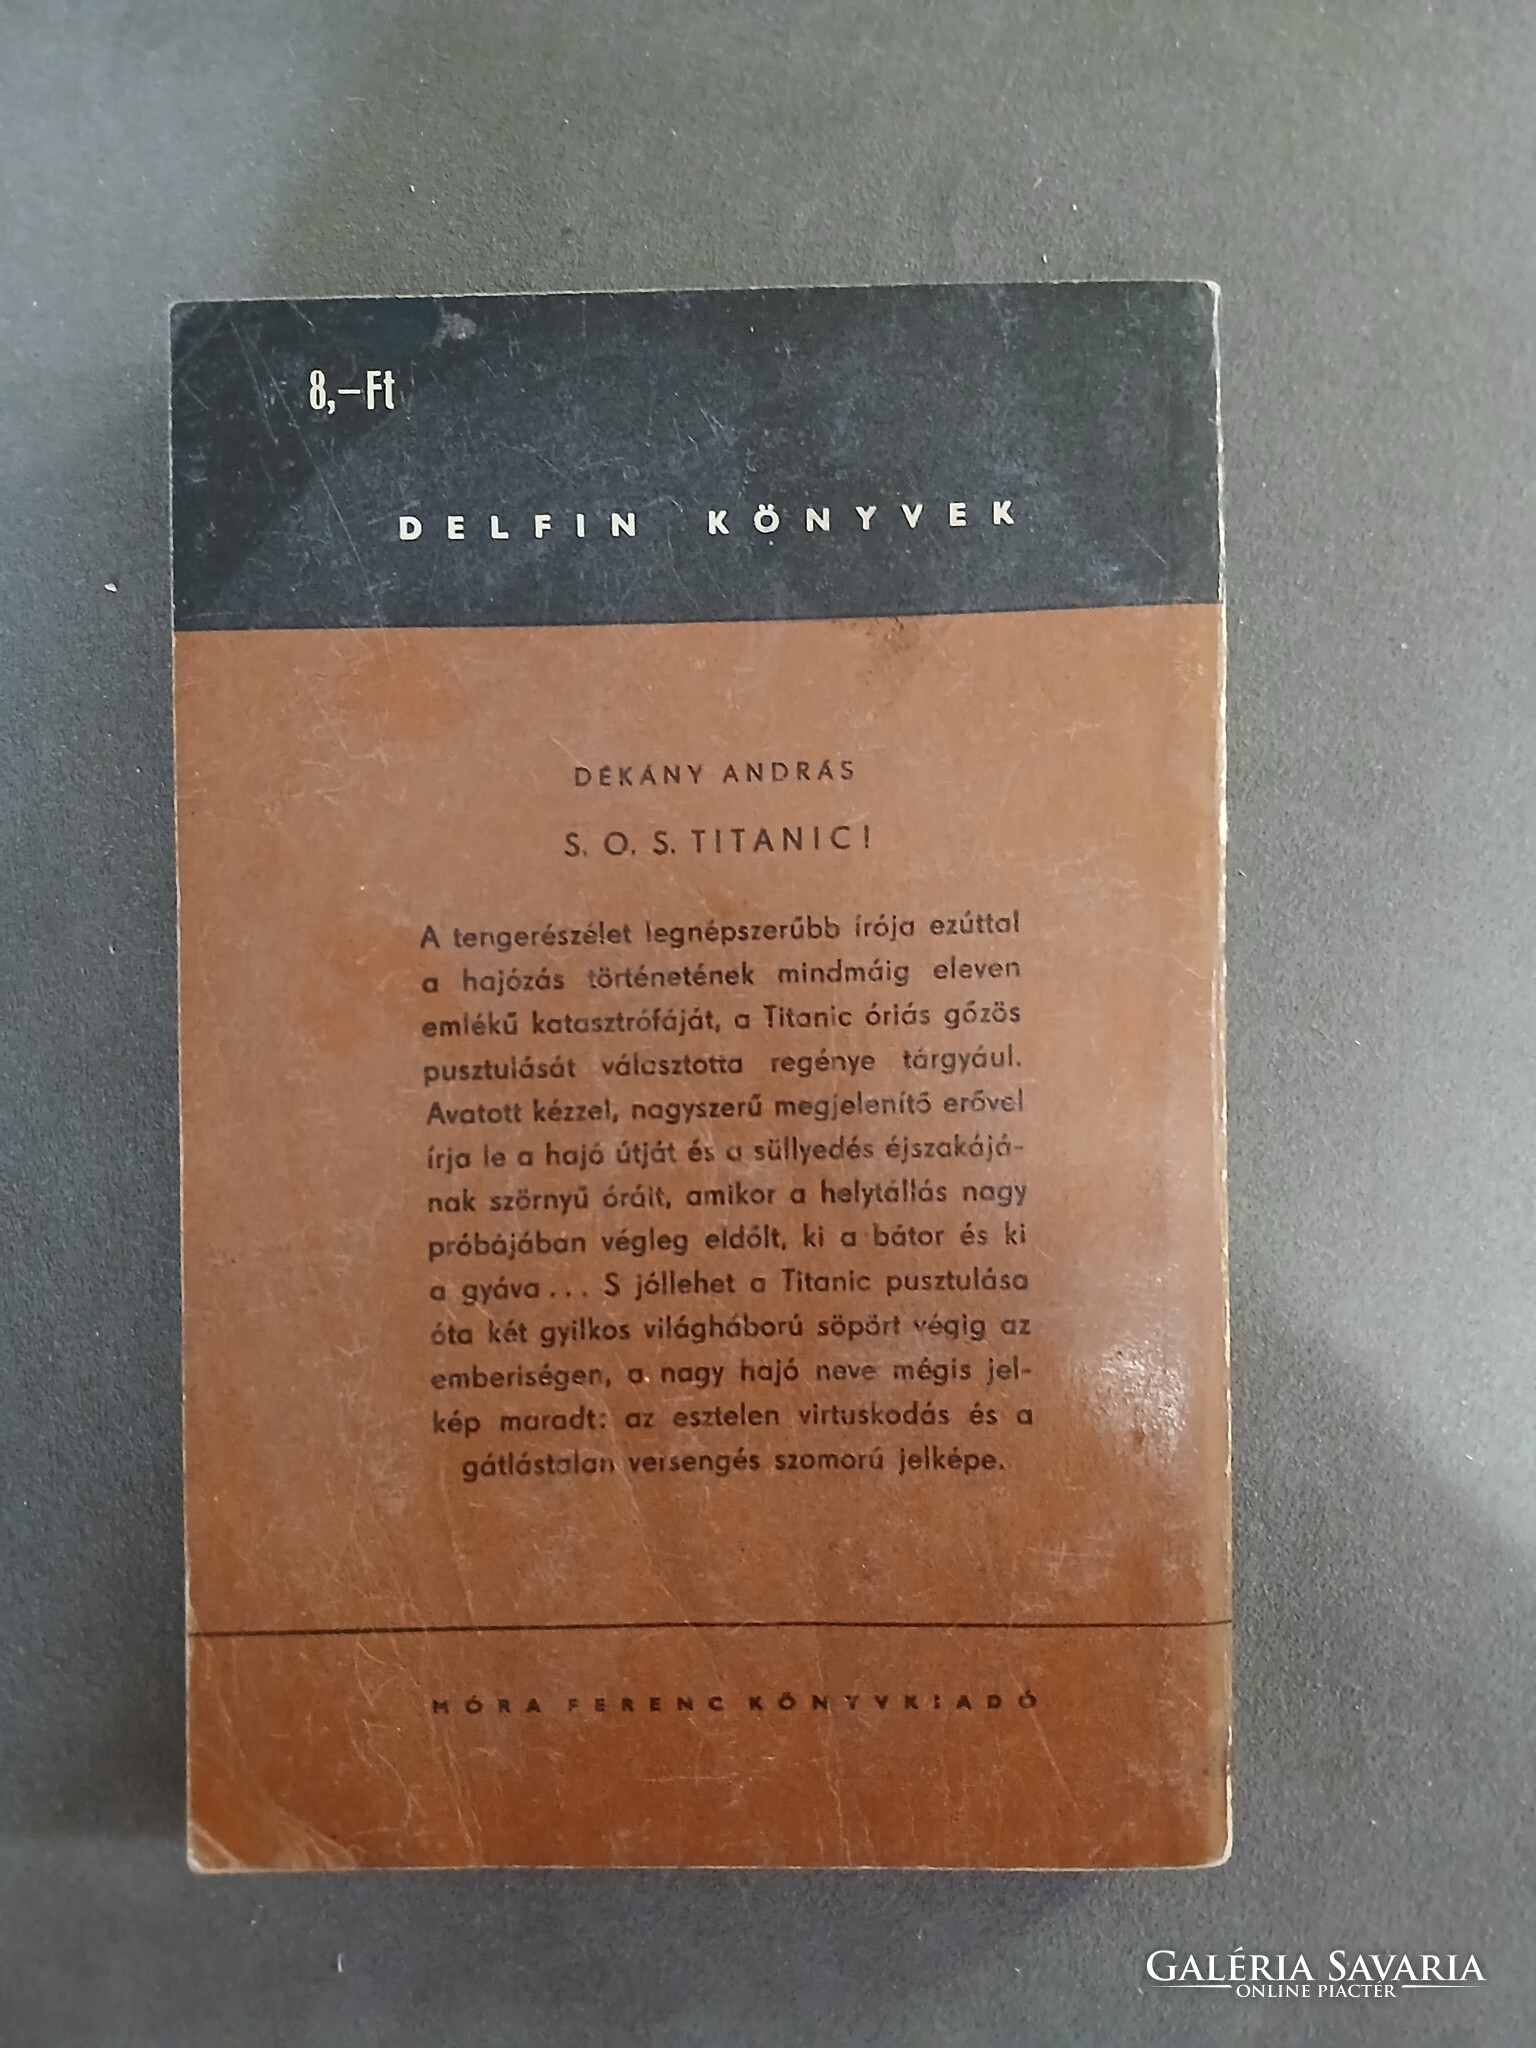 8,–Ft
DELFIN KÖNYVEK
DÉKÁNY ANDRÁS
S. O. S. TITANIC!
A tengerészélet legnépszerűbb írója ezúttal
a hajózás történetének mindmáig eleven
emlékű katasztrófáját, a Titanic óriás gőzös
pusztulását választotta regénye tárgyául.
Avatott kézzel, nagyszerű megjelenítő erővel
írja le a hajó útját és a süllyedés éjszakájá-
nak szörnyű óráit, amikor a helytállás nagy
próbájában végleg eldőlt, ki a bátor és ki
a gyáva... S jóllehet a Titanic pusztulása
óta két gyilkos világháború söpört végig az
emberiségen, a nagy hajó neve mégis jel-
kép maradt: az esztelen virtuskodás és a
gátlástalan versengés szomorú jelképe.
MÓRA FERENC KÖNYVKIADÓ
GALÉRIA SAVARIA
ONLINE PIACTÉR